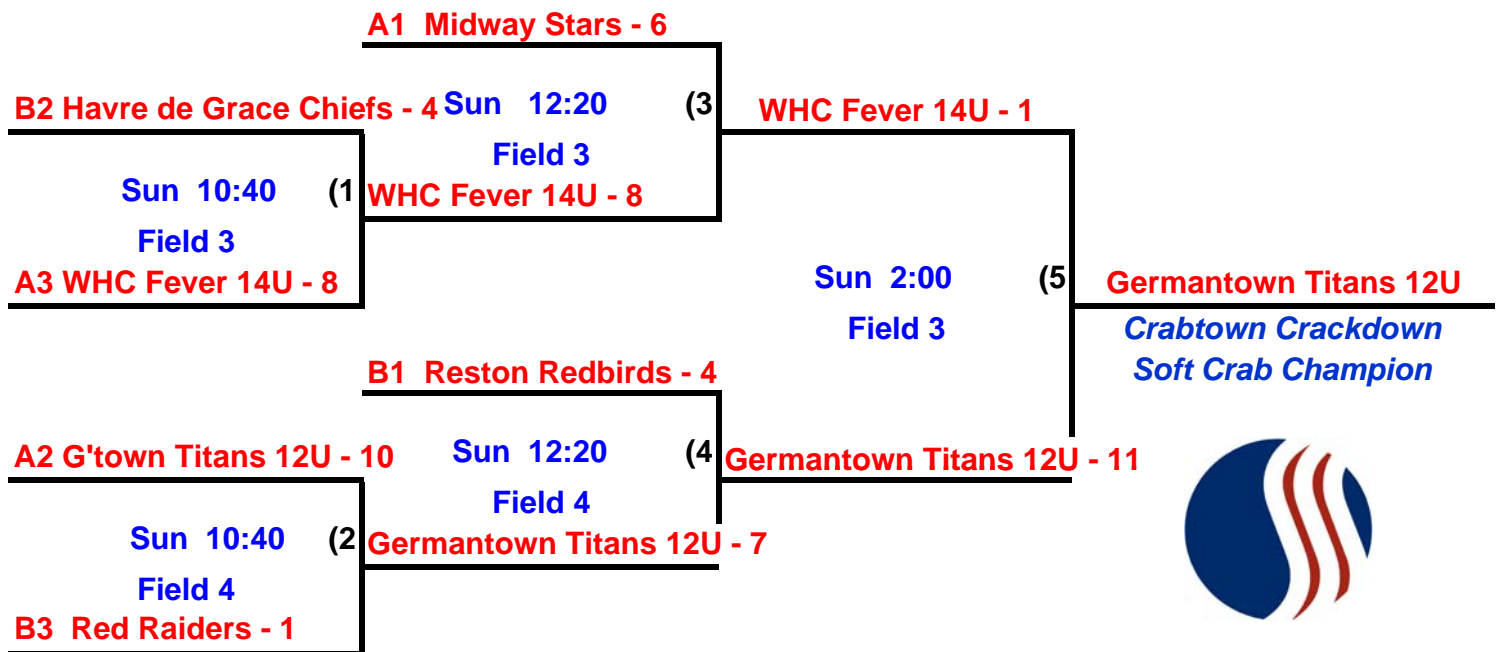 A1  Midway Stars - 6
B2 Havre de Grace Chiefs - 4
Sun  12:20
(3
WHC Fever 14U - 1
Field 3
Sun  10:40
(1
WHC Fever 14U - 8
Field 3
A3 WHC Fever 14U - 8
Sun  2:00
(5
Germantown Titans 12U
Field 3
Crabtown Crackdown
Soft Crab Champion
B1  Reston Redbirds - 4
A2 G'town Titans 12U - 10
Sun  12:20
(4
Germantown Titans 12U - 11
Field 4
Sun  10:40
(2
Germantown Titans 12U - 7
Field 4
B3  Red Raiders - 1